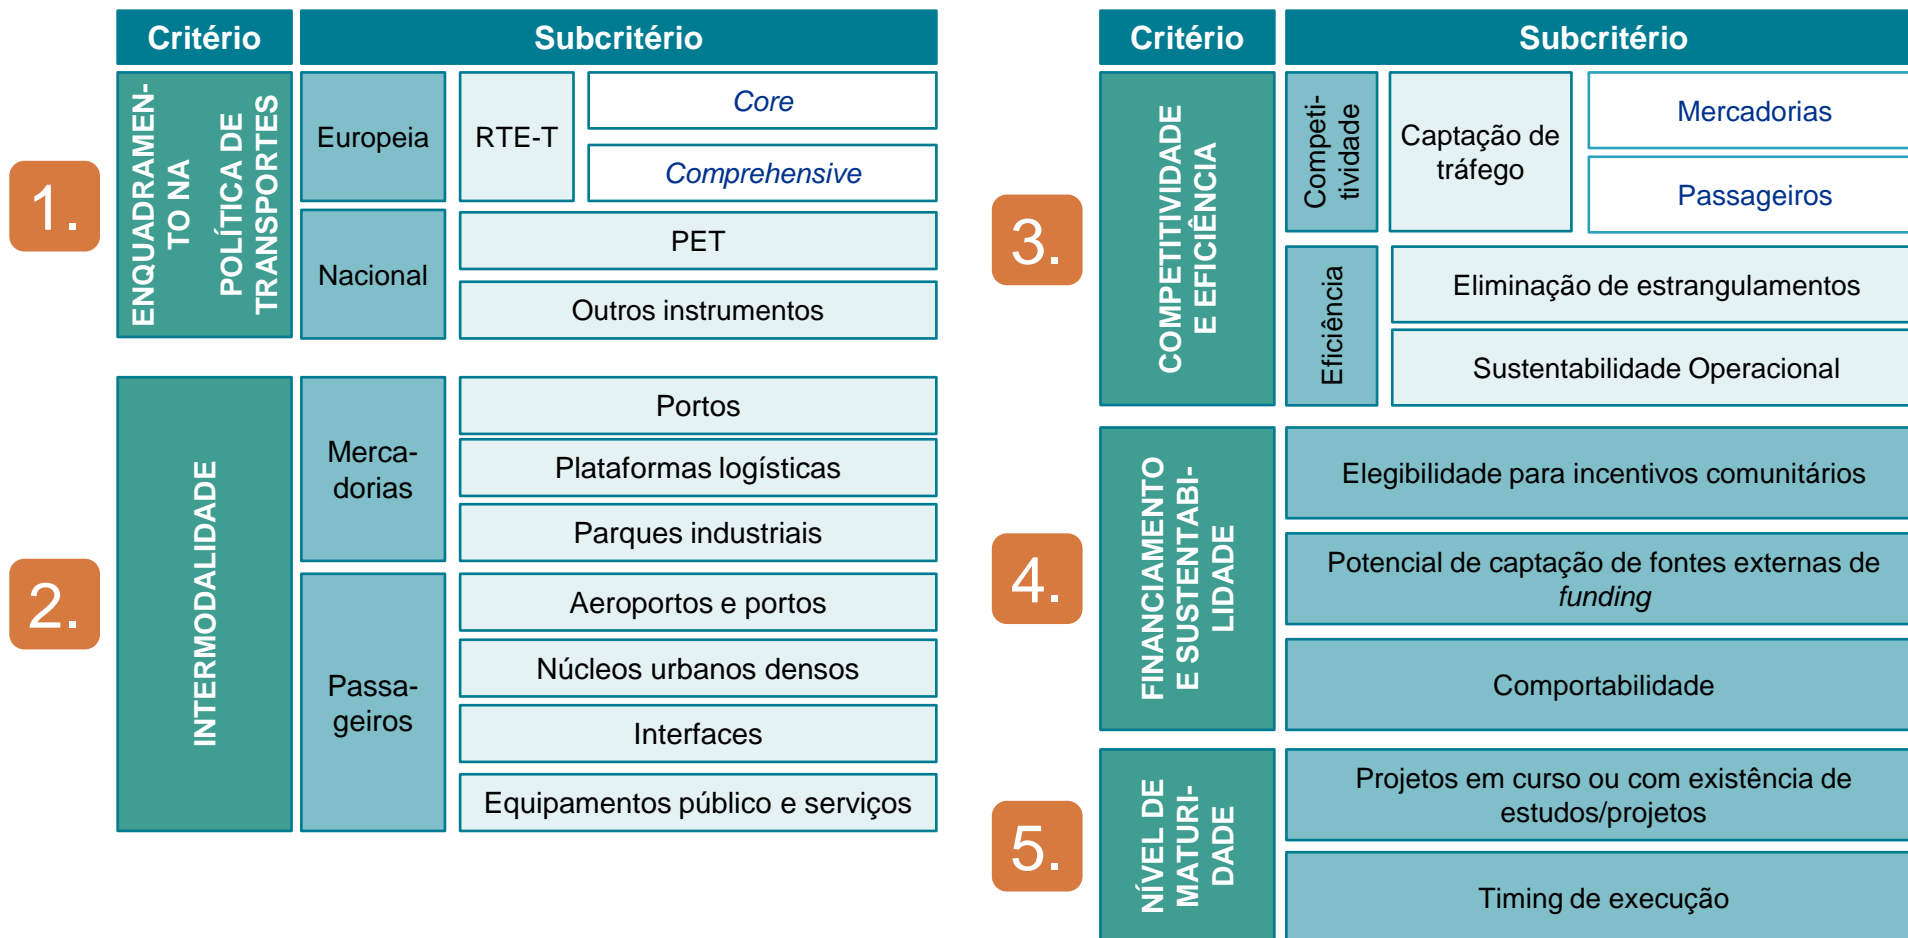 Critério
Subcritério
1.
ENQUADRAMEN-
TO NA
POLÍTICA DE
TRANSPORTES
Europeia
RTE-T
Core
Comprehensive
Nacional
PET
Outros instrumentos
2.
INTERMODALIDADE
Merca-
dorias
Portos
Plataformas logísticas
Parques industriais
Passa-
geiros
Aeroportos e portos
Núcleos urbanos densos
Interfaces
Equipamentos público e serviços
Critério
Subcritério
3.
COMPETITIVIDADE
E EFICIÊNCIA
Competi-
tividade
Captação de
tráfego
Mercadorias
Passageiros
Eficiência
Eliminação de estrangulamentos
Sustentabilidade Operacional
4.
FINANCIAMENTO
E SUSTENTABI-
LIDADE
Elegibilidade para incentivos comunitários
Potencial de captação de fontes externas de
funding
Comportabilidade
5.
NÍVEL DE
MATURI-
DADE
Projetos em curso ou com existência de
estudos/projetos
Timing de execução